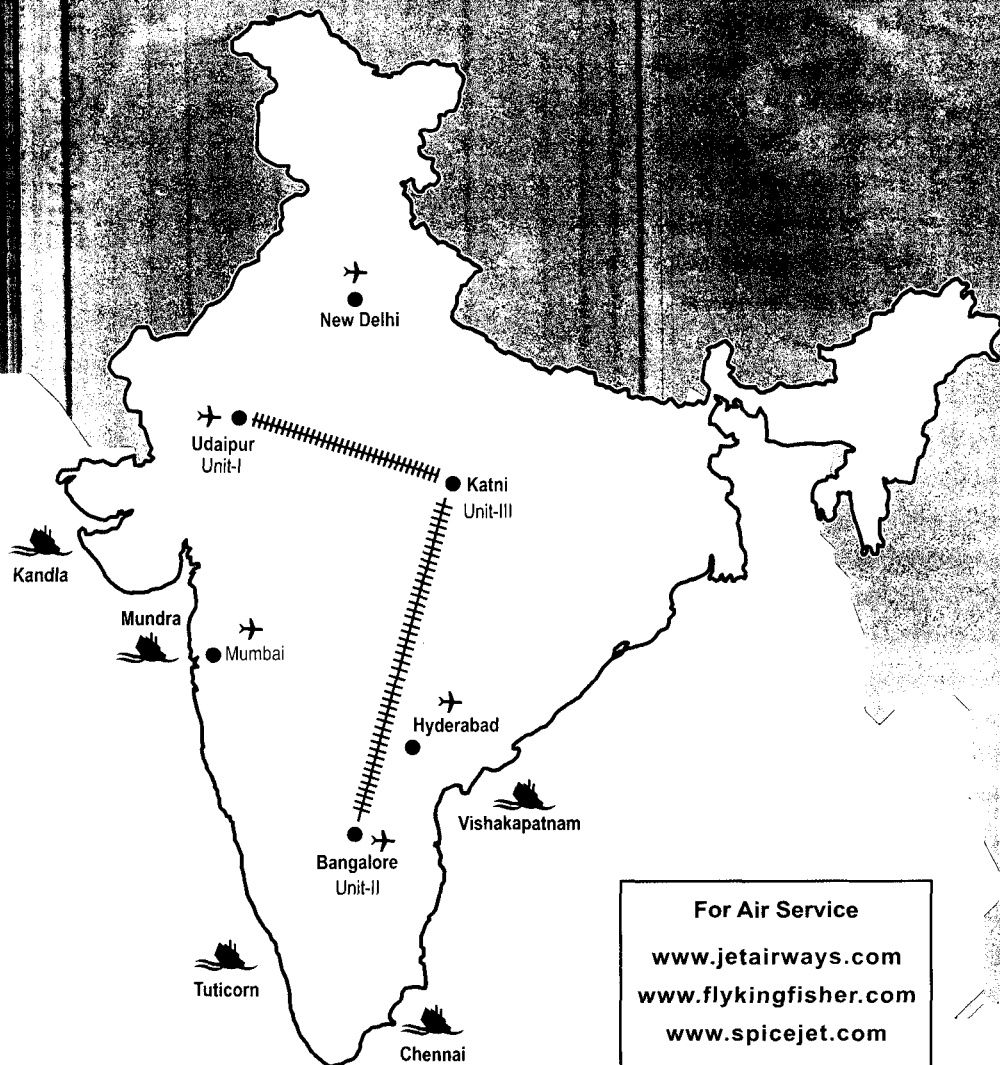 New Delhi
Udaipur
Unit-I
Katni
Unit-III
Kandla
Mundra
Mumbai
Hyderabad
Vishakapatnam
Bangalore
Unit-II
Tuticorn
Chennai
For Air Service
www.jetairways.com
www.flykingfisher.com
www.spicejet.com